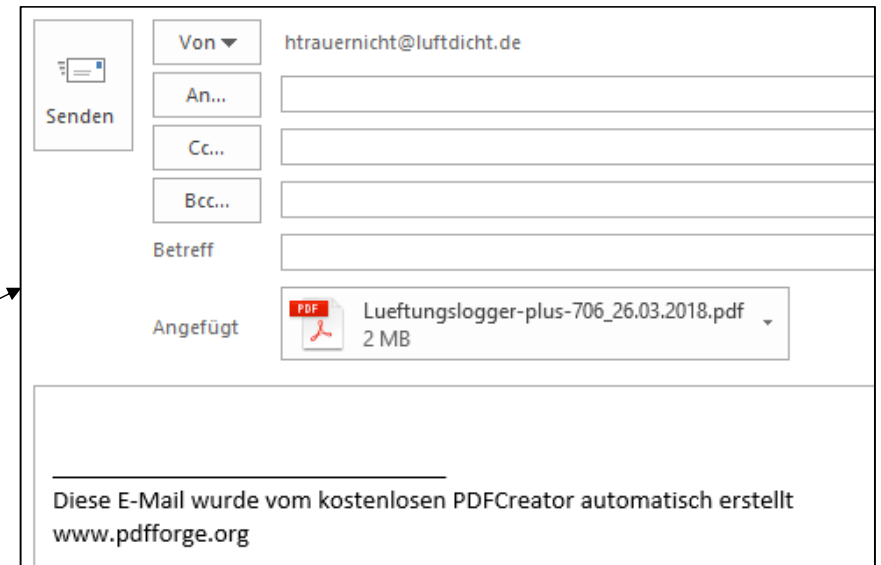 Von
htrauernicht@luftdicht.de
Senden
An...
Cc...
Bcc...
Betreff
Angefügt
PDF
Lueftungslogger-plus-706_26.03.2018.pdf
2 MB
Diese E-Mail wurde vom kostenlosen PDFCreator automatisch erstellt
www.pdfforge.org